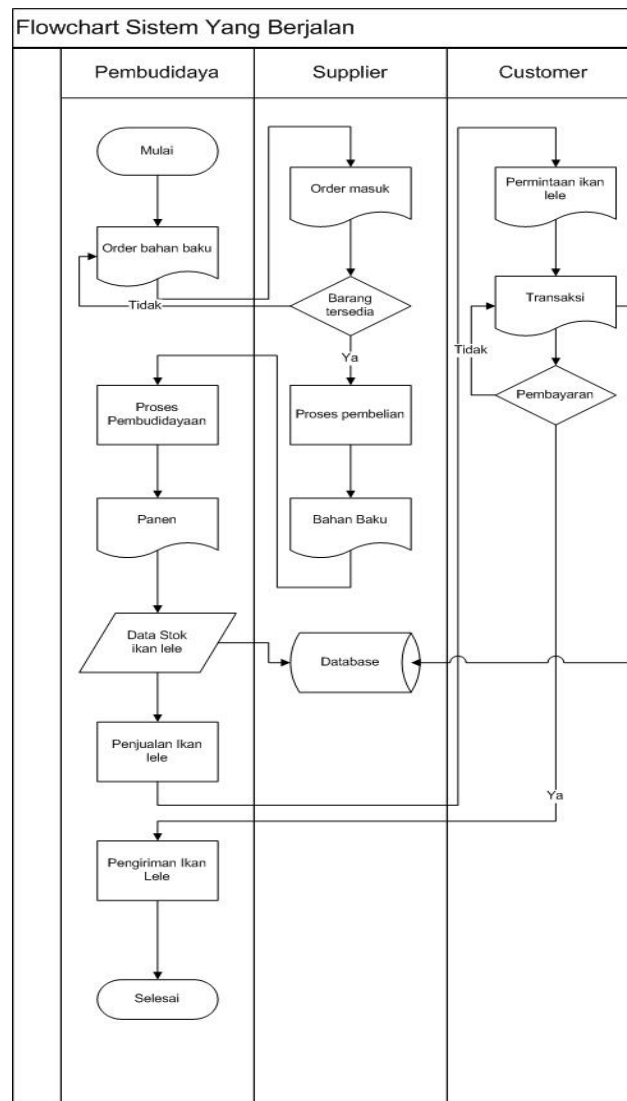 Flowchart Sistem Yang Berjalan
Pembudidaya
Supplier
Customer
Mulai
Order masuk
Permintaan ikan
lele
Order bahan baku
Tidak
Barang
tersedia
Transaksi
Ya
Tidak
Proses
Pembudidayaan
Proses pembelian
Pembayaran
Panen
Bahan Baku
Data Stok
ikan lele
Database
Penjualan Ikan
lele
Ya
Pengiriman Ikan
Lele
Selesai